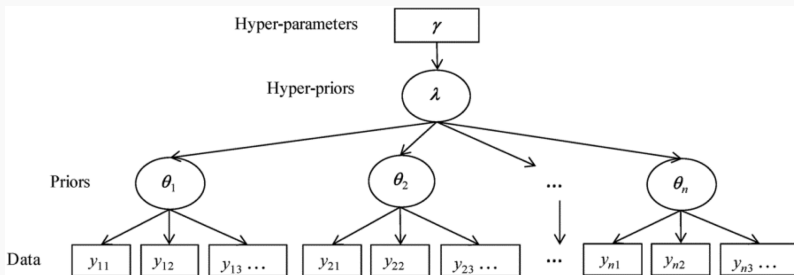 Hyper-parameters γ
Hyper-priors λ
Priors θ₁ θ₂ ... θₙ
Data y₁₁ y₁₂ y₁₃ ... y₂₁ y₂₂ y₂₃ ... ... yₙ₁ yₙ₂ yₙ₃ ...